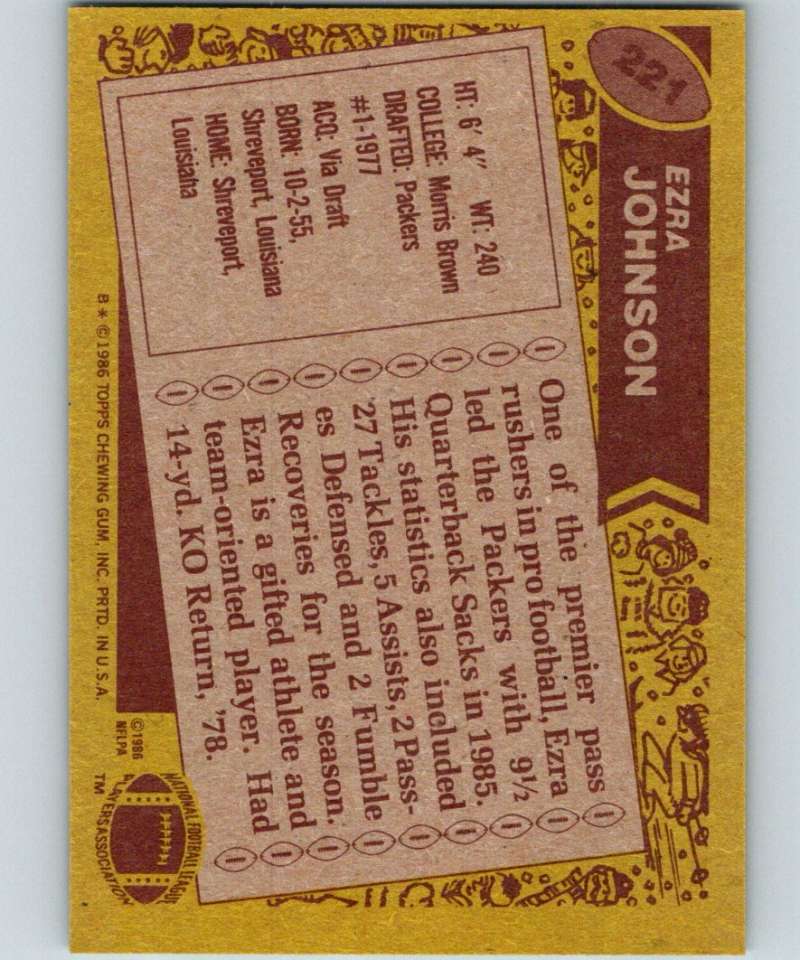 221
EZRA
JOHNSON
HT: 6' 4" WT: 240
COLLEGE: Morris Brown
DRAFTED: Packers
#1-1977
ACQ: Via Draft
BORN: 10-2-55,
Shreveport, Louisiana
HOME: Shreveport,
Louisiana
One of the premier pass
rushers in pro football, Ezra
led the Packers with 9½
Quarterback Sacks in 1985.
His statistics also included
27 Tackles, 5 Assists, 2 Pass-
es Defensed and 2 Fumble
Recoveries for the season.
Ezra is a gifted athlete and
team-oriented player. Had
14-yd. KO Return, '78.
B * © 1986 TOPPS CHEWING GUM, INC. PRTD. IN U.S.A.
© 1986
NFLPA
NATIONAL FOOTBALL LEAGUE
PLAYERS ASSOCIATION
TM